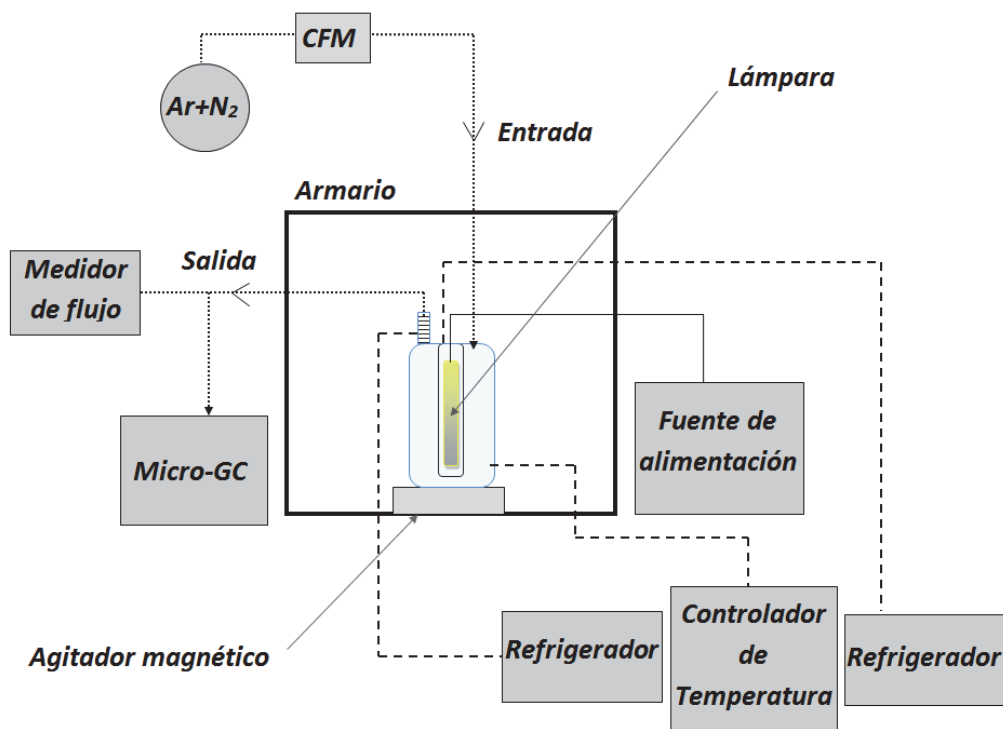 CFM
Ar+N₂
Lámpara
Entrada
Armario
Salida
Medidor
de flujo
Micro-GC
Fuente de
alimentación
Agitador magnético
Refrigerador
Controlador
de
Temperatura
Refrigerador